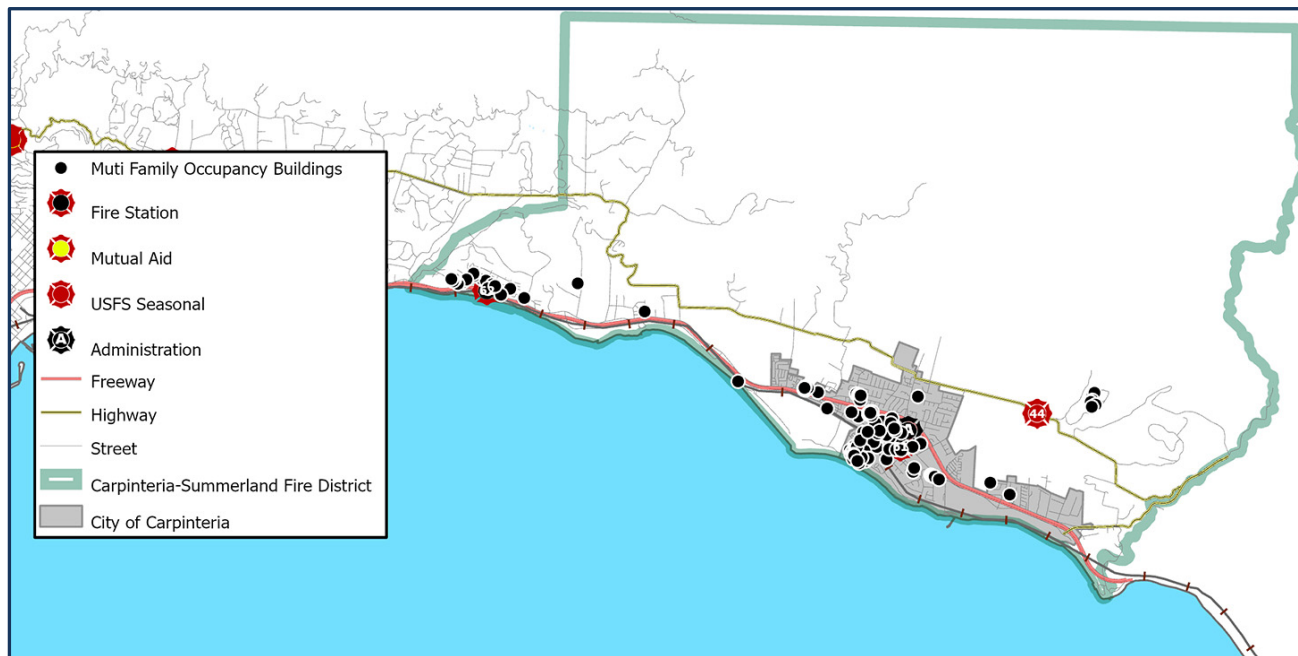 Muti Family Occupancy Buildings
Fire Station
Mutual Aid
USFS Seasonal
A
Administration
Freeway
Highway
Street
Carpinteria-Summerland Fire District
City of Carpinteria
44